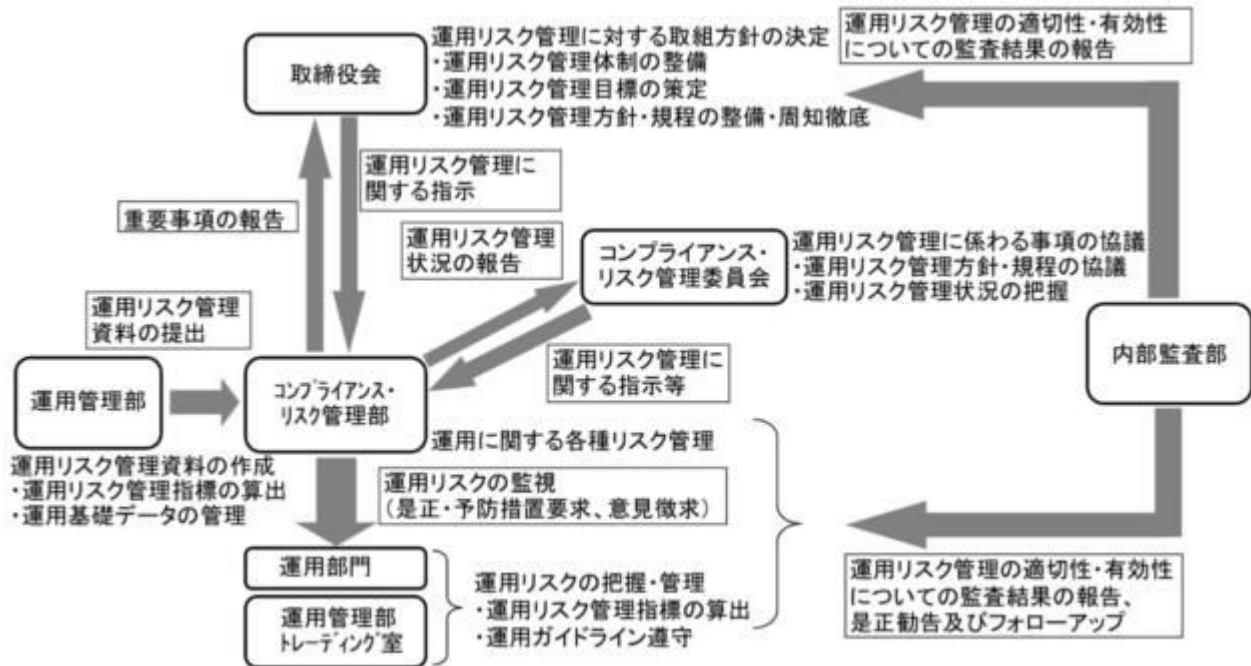 取締役会
運用リスク管理に対する取組方針の決定
・運用リスク管理体制の整備
・運用リスク管理目標の策定
・運用リスク管理方針・規程の整備・周知徹底
運用リスク管理の適切性・有効性
についての監査結果の報告
運用リスク管理に
関する指示
重要事項の報告
運用リスク管理
状況の報告
コンプライアンス・
リスク管理委員会
運用リスク管理に係わる事項の協議
・運用リスク管理方針・規程の協議
・運用リスク管理状況の把握
運用リスク管理
資料の提出
運用リスク管理に
関する指示等
内部監査部
運用管理部
コンプライアンス・
リスク管理部
運用に関する各種リスク管理
運用リスク管理資料の作成
・運用リスク管理指標の算出
・運用基礎データの管理
運用リスクの監視
（是正・予防措置要求、意見徴求）
運用部門
運用管理部
トレーディング室
運用リスクの把握・管理
・運用リスク管理指標の算出
・運用ガイドライン遵守
運用リスク管理の適切性・有効性
についての監査結果の報告、
是正勧告及びフォローアップ